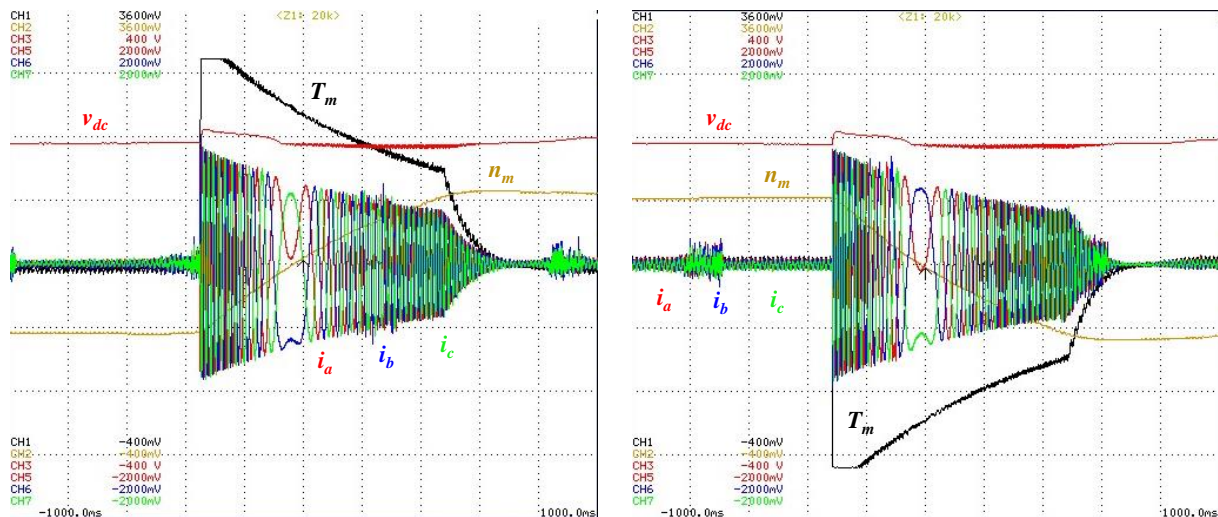 CH1 3600mV <Z1: 20k>
CH2 3600mV
CH3 400 V
CH5 2000mV
CH6 2000mV
CH7 2000mV
T_m
v_dc
n_m
i_a i_b i_c
CH1 -400mV
CH2 -400mV
CH3 -400 V
CH5 -2000mV
CH6 -2000mV
CH7 -2000mV
-1000.0ms 1000.0ms
CH1 3600mV <Z1: 20k>
CH2 3600mV
CH3 400 V
CH5 2000mV
CH6 2000mV
CH7 2000mV
v_dc
n_m
i_a i_b i_c
T_m
CH1 -400mV
CH2 -400mV
CH3 -400 V
CH5 -2000mV
CH6 -2000mV
CH7 -2000mV
-1000.0ms 1000.0ms